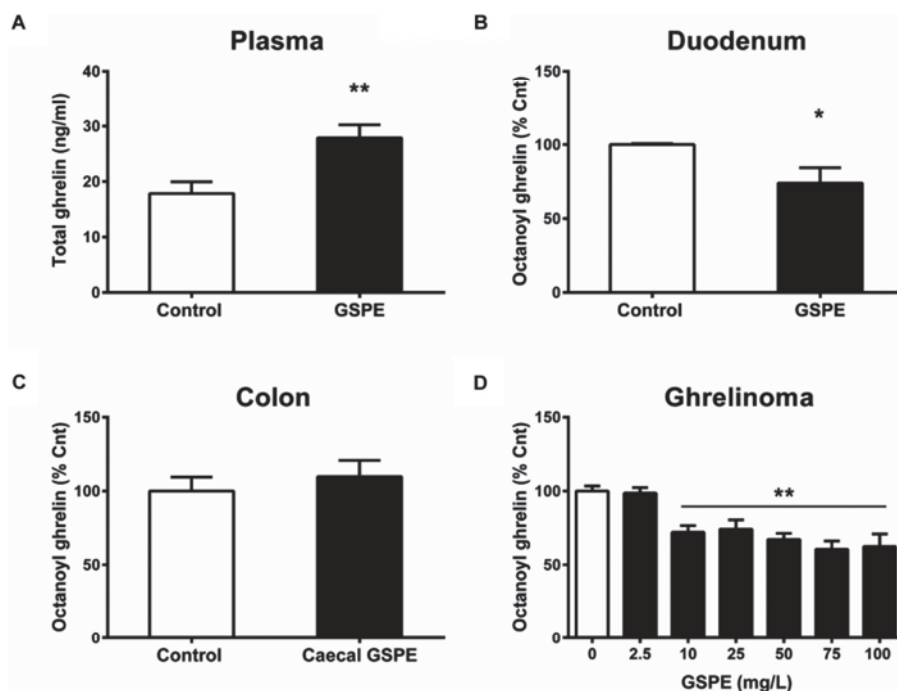 A
Plasma
Total ghrelin (ng/ml)
40
30
20
10
0
**
Control
GSPE
B
Duodenum
Octanoyl ghrelin (% Cnt)
150
100
50
0
*
Control
GSPE
C
Colon
Octanoyl ghrelin (% Cnt)
150
100
50
0
Control
Caecal GSPE
D
Ghrelinoma
Octanoyl ghrelin (% Cnt)
150
100
50
0
**
0 2.5 10 25 50 75 100
GSPE (mg/L)